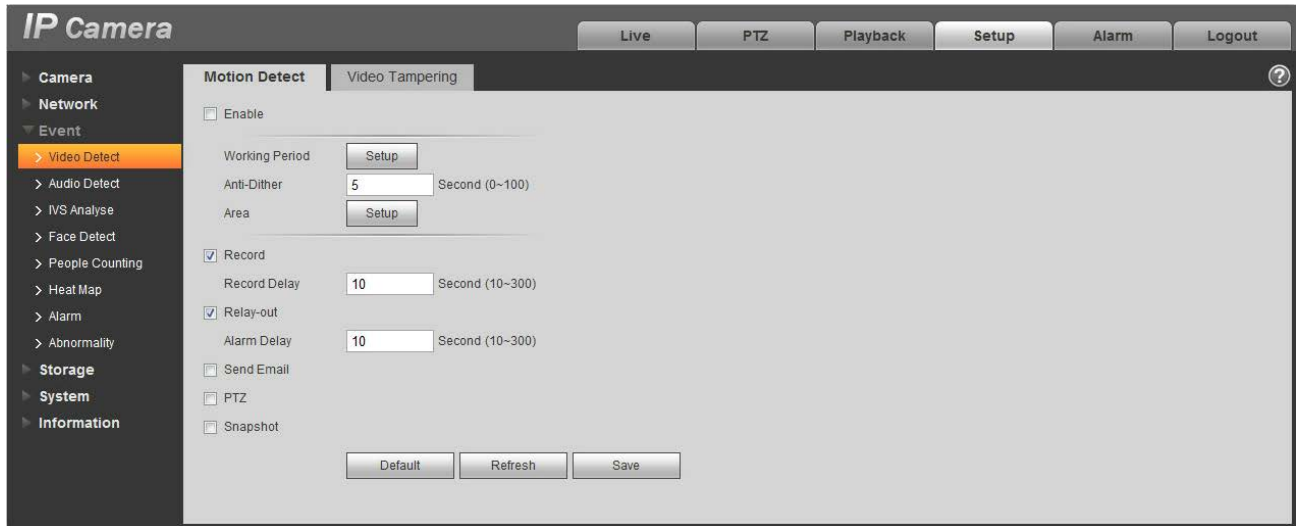 IP Camera
Live PTZ Playback Setup Alarm Logout
Camera
Network
Event
Video Detect
Audio Detect
IVS Analyse
Face Detect
People Counting
Heat Map
Alarm
Abnormality
Storage
System
Information
Motion Detect Video Tampering ?
Enable
Working Period Setup
Anti-Dither 5 Second (0~100)
Area Setup
Record
Record Delay 10 Second (10~300)
Relay-out
Alarm Delay 10 Second (10~300)
Send Email
PTZ
Snapshot
Default Refresh Save